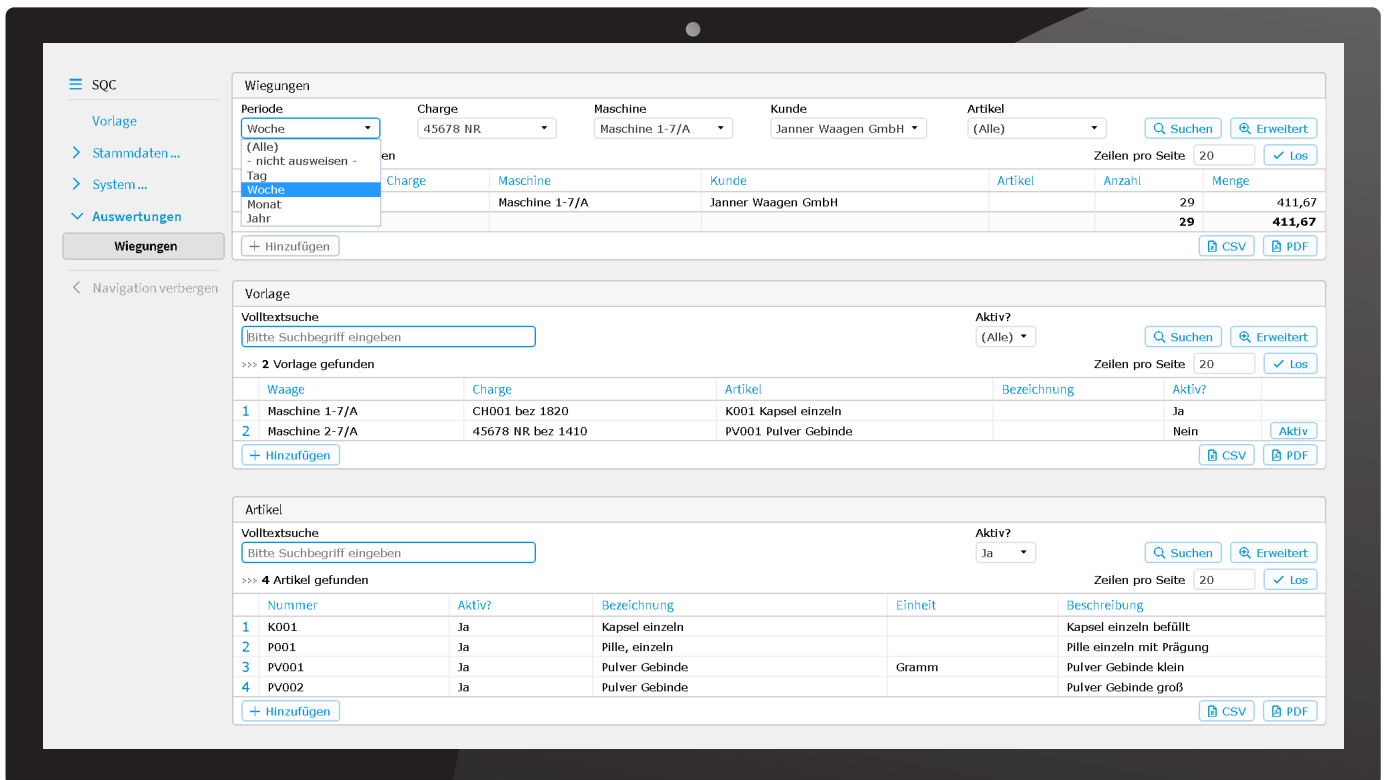 SQC
Vorlage
Stammdaten ...
System ...
Auswertungen
Wiegungen
Navigation verbergen
Wiegungen
Periode Charge Maschine Kunde Artikel
Woche 45678 NR Maschine 1-7/A Janner Waagen GmbH (Alle) Suchen Erweitert
(Alle)
- nicht ausweisen -
Tag
Woche
Monat
Jahr
en Zeilen pro Seite 20 Los
Charge Maschine Kunde Artikel Anzahl Menge
Maschine 1-7/A Janner Waagen GmbH 29 411,67
29 411,67
+ Hinzufügen CSV PDF
Vorlage
Volltextsuche Aktiv?
Bitte Suchbegriff eingeben (Alle) Suchen Erweitert
>>> 2 Vorlage gefunden Zeilen pro Seite 20 Los
Waage Charge Artikel Bezeichnung Aktiv?
1 Maschine 1-7/A CH001 bez 1820 K001 Kapsel einzeln Ja
2 Maschine 2-7/A 45678 NR bez 1410 PV001 Pulver Gebinde Nein Aktiv
+ Hinzufügen CSV PDF
Artikel
Volltextsuche Aktiv?
Bitte Suchbegriff eingeben Ja Suchen Erweitert
>>> 4 Artikel gefunden Zeilen pro Seite 20 Los
Nummer Aktiv? Bezeichnung Einheit Beschreibung
1 K001 Ja Kapsel einzeln Kapsel einzeln befüllt
2 P001 Ja Pille, einzeln Pille einzeln mit Prägung
3 PV001 Ja Pulver Gebinde Gramm Pulver Gebinde klein
4 PV002 Ja Pulver Gebinde Pulver Gebinde groß
+ Hinzufügen CSV PDF